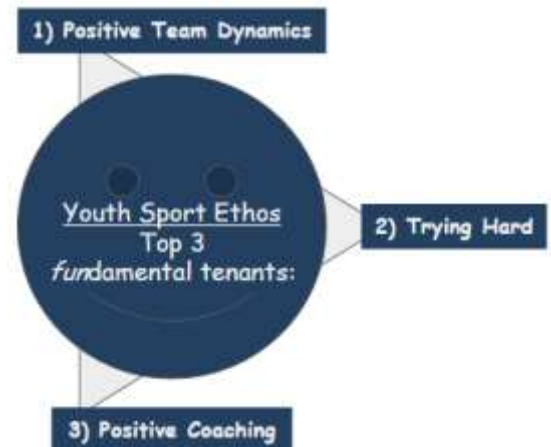 1) Positive Team Dynamics
Youth Sport Ethos
Top 3
fundamental tenants:
2) Trying Hard
3) Positive Coaching